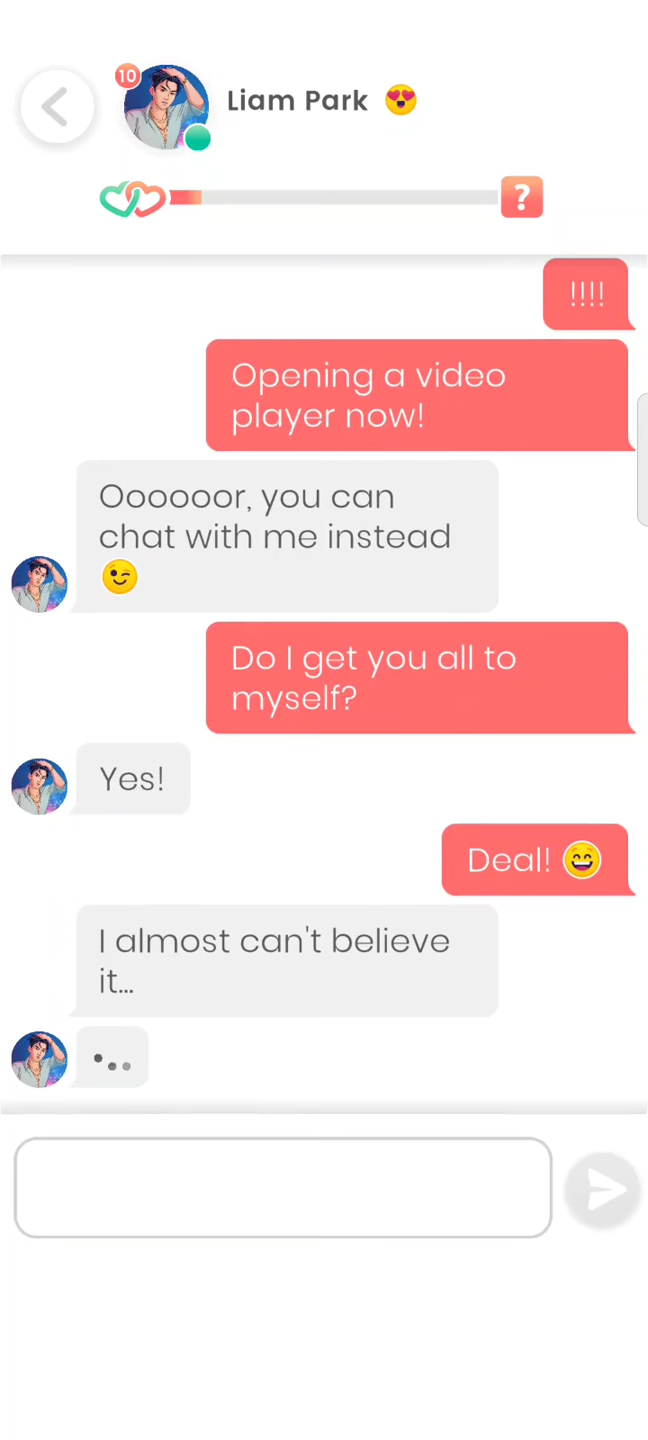 10
Liam Park 😍
?
!!!!
Opening a video
player now!
Oooooor, you can
chat with me instead
😉
Do I get you all to
myself?
Yes!
Deal! 😄
I almost can't believe
it...